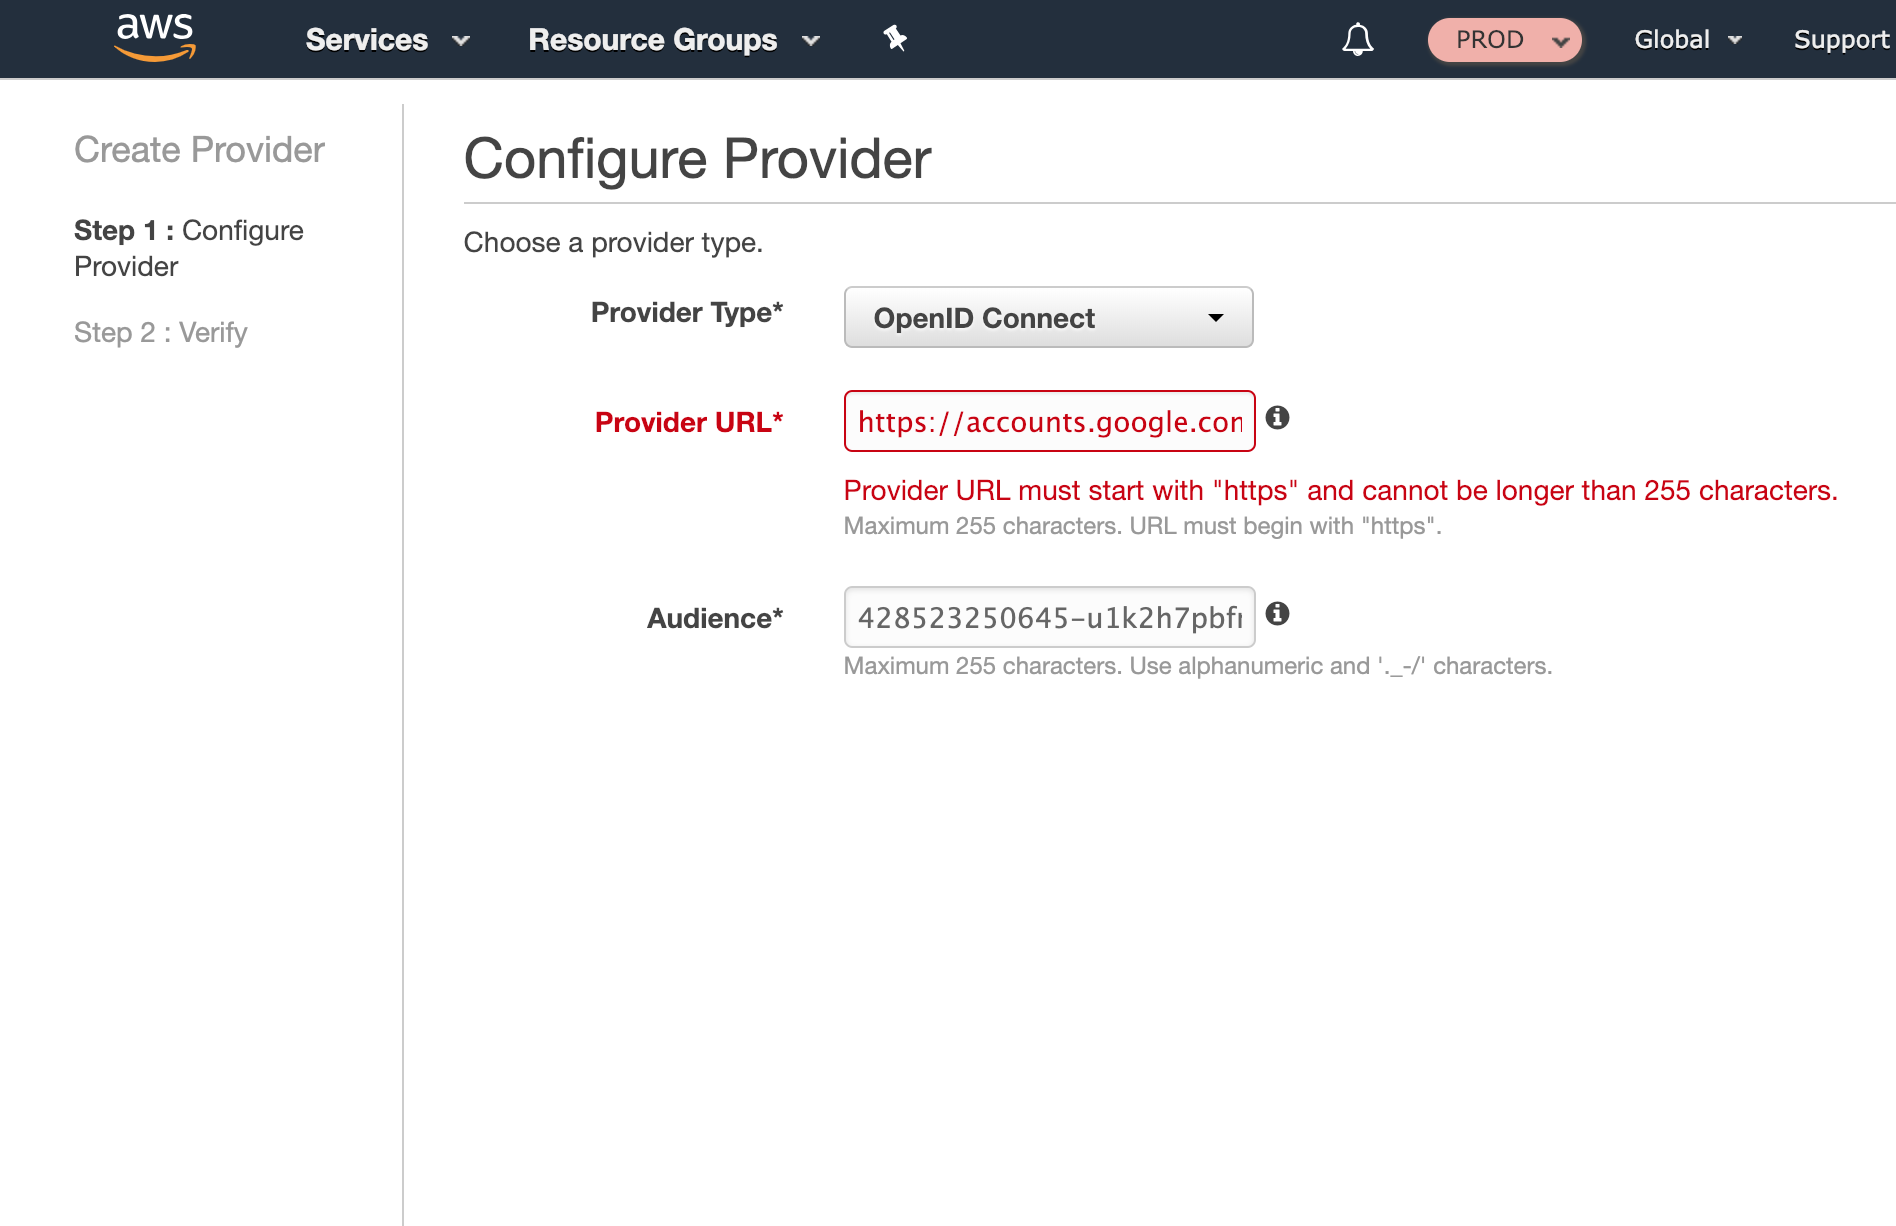 aws Services Resource Groups PROD Global Support
Create Provider
Step 1 : Configure
Provider
Step 2 : Verify
Configure Provider
Choose a provider type.
Provider Type* OpenID Connect
Provider URL* https://accounts.google.con
Provider URL must start with "https" and cannot be longer than 255 characters.
Maximum 255 characters. URL must begin with "https".
Audience* 428523250645-u1k2h7pbfr
Maximum 255 characters. Use alphanumeric and '._-/' characters.